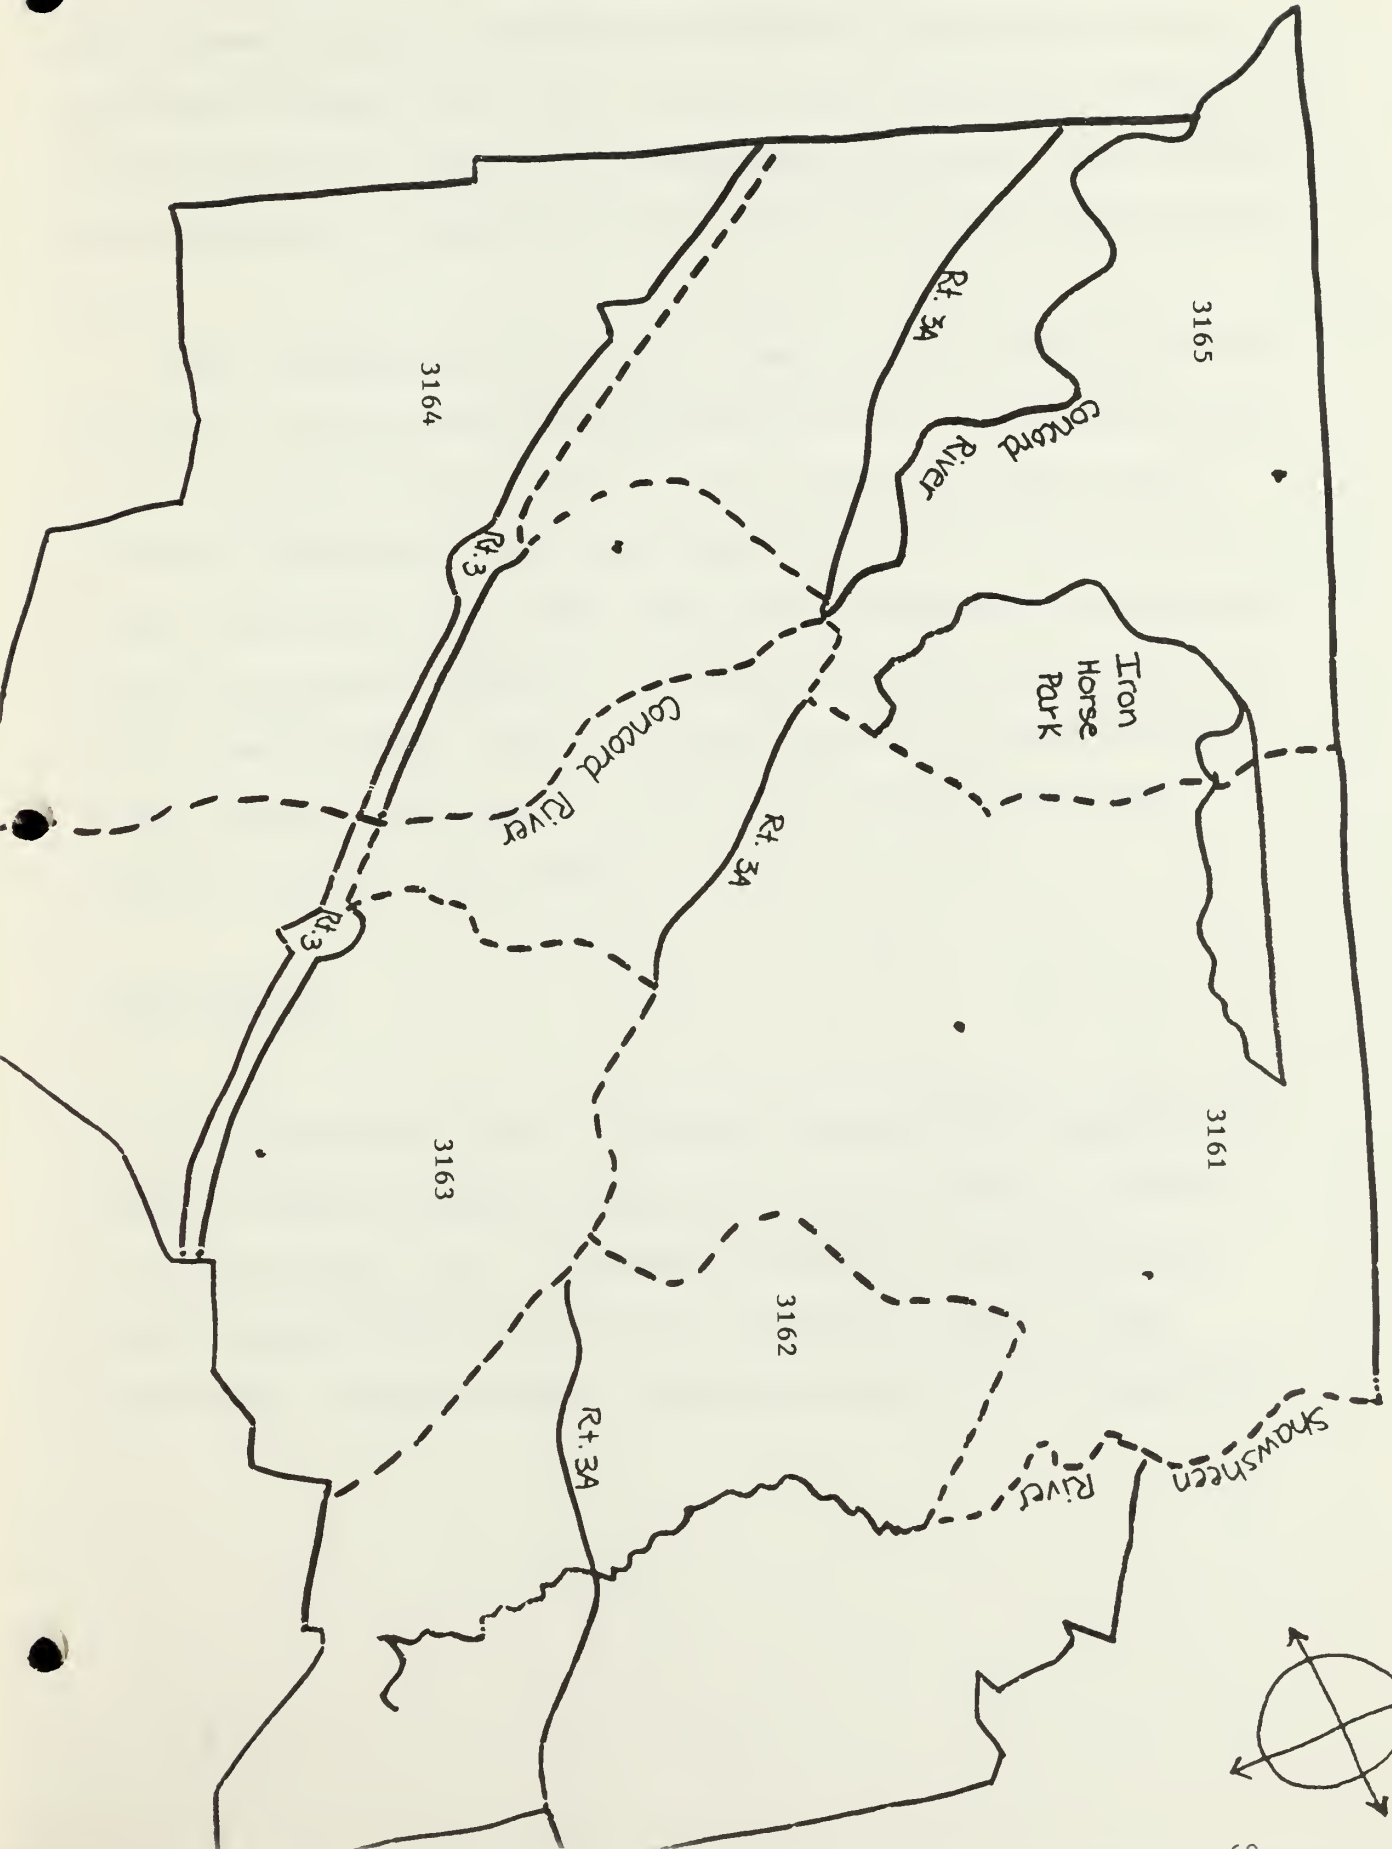 3165
Rt. 3A
Concord
River
3164
Rt. 3
Iron
Horse
Park
Concord River
Rt. 3A
Rt. 3
3161
3163
3162
Rt. 3A
Shawsheen
River